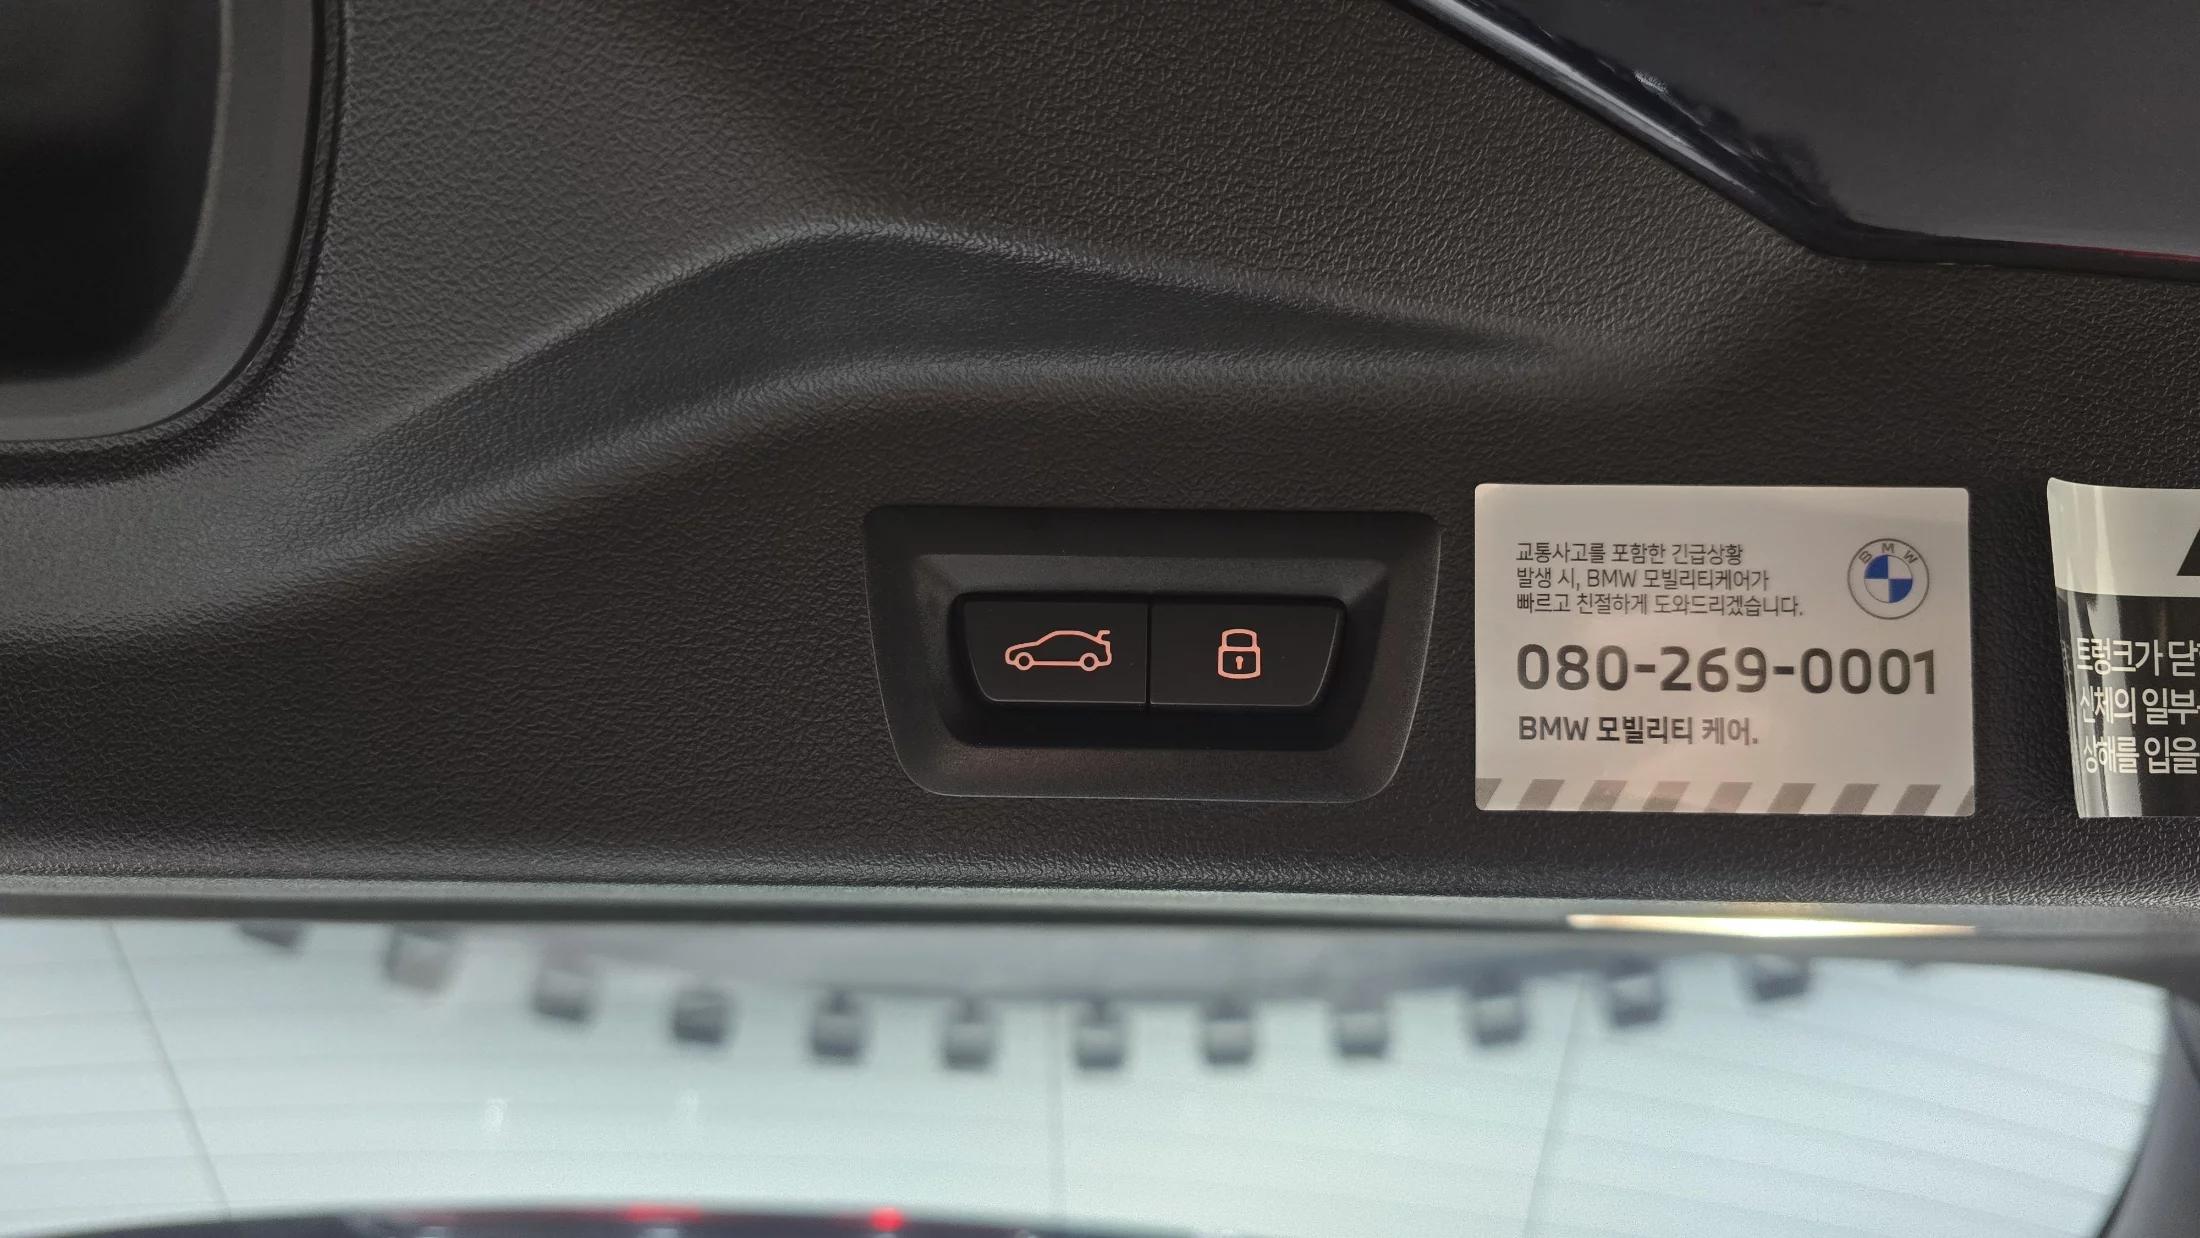 교통사고를 포함한 긴급상황
발생 시, BMW 모빌리티케어가
빠르고 친절하게 도와드리겠습니다.
BMW
080-269-0001
BMW 모빌리티 케어.
트렁크가
신체의 일부
상해를 입을